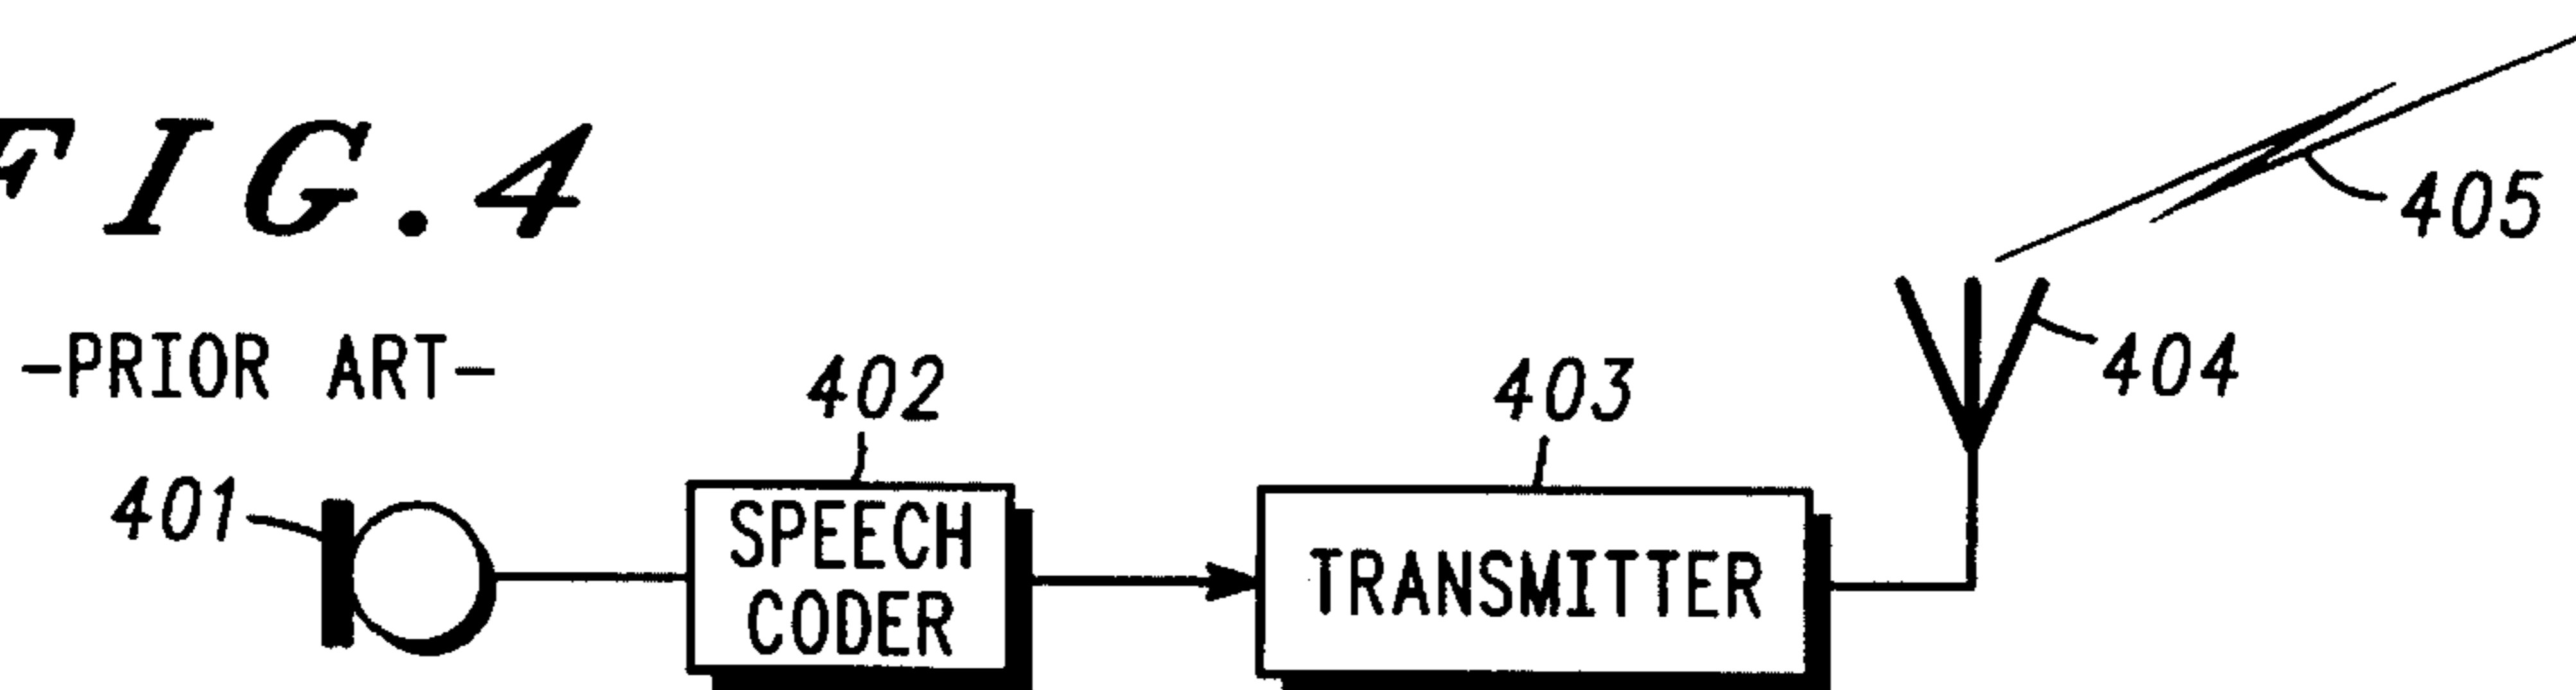 FIG.4
-PRIOR ART-
401
402
SPEECH
CODER
403
TRANSMITTER
404
405